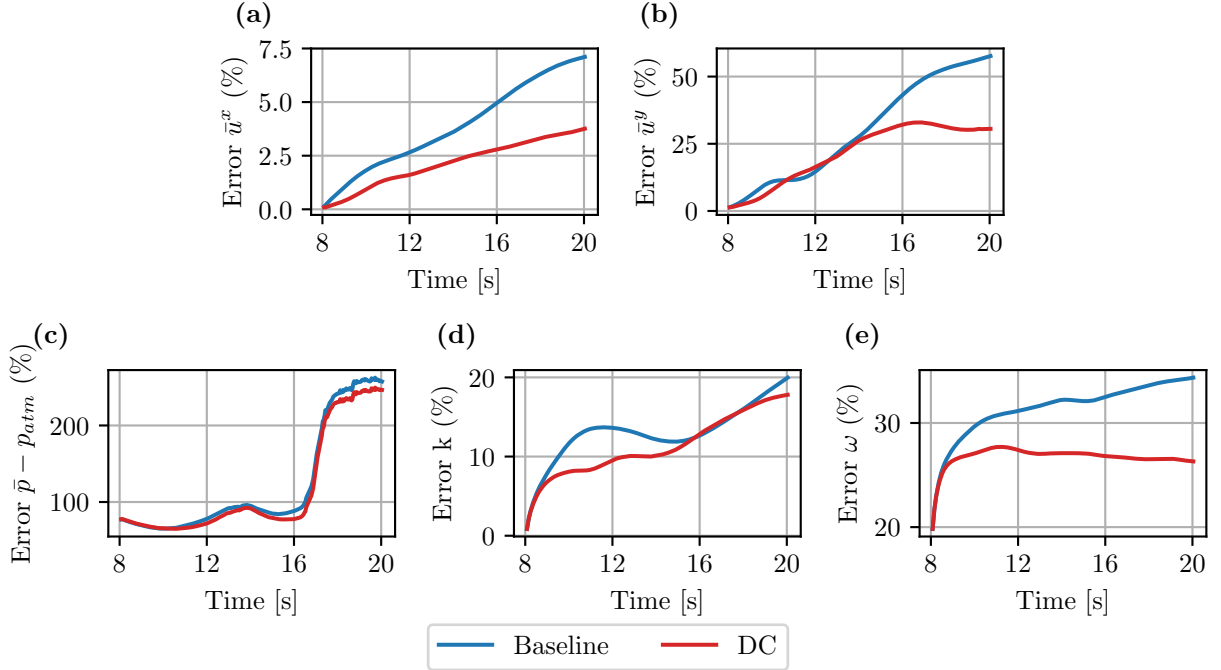 (a)
Error ū^x (%)
7.5
5.0
2.5
0.0
8 12 16 20
Time [s]
(b)
Error ū^y (%)
50
25
0
8 12 16 20
Time [s]
(c)
Error p̄ − p_atm (%)
200
100
8 12 16 20
Time [s]
(d)
Error k (%)
20
10
0
8 12 16 20
Time [s]
(e)
Error ω (%)
30
20
8 12 16 20
Time [s]
Baseline DC